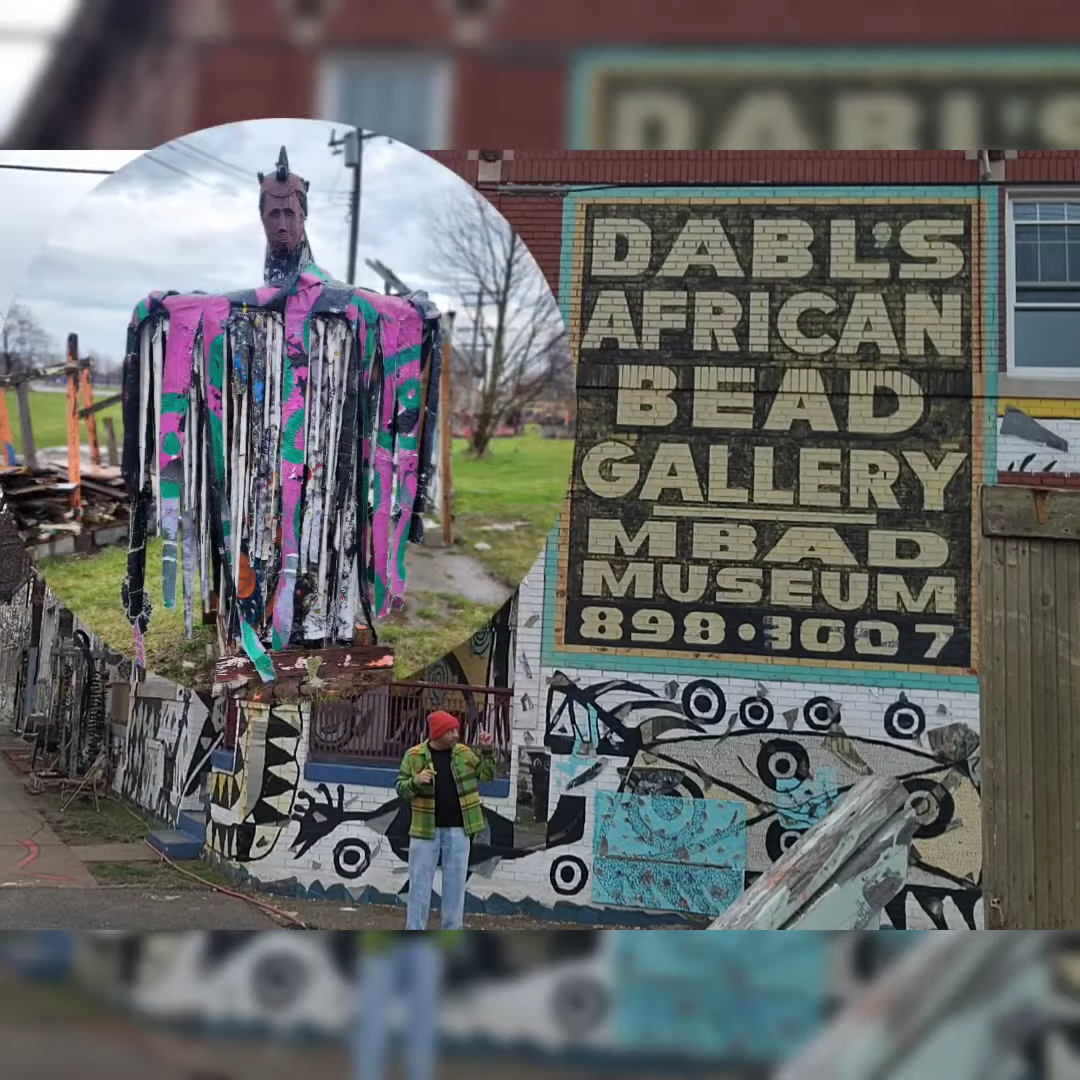 DABL'S
AFRICAN
BEAD
GALLERY
MBAD
MUSEUM
898•3007